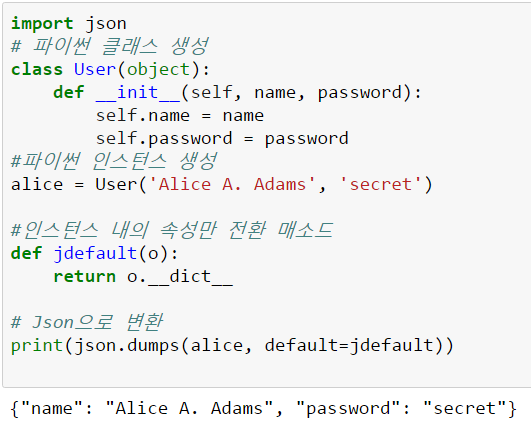 import json
# 파이썬 클래스 생성
class User(object):
    def __init__(self, name, password):
        self.name = name
        self.password = password
#파이썬 인스턴스 생성
alice = User('Alice A. Adams', 'secret')
#인스턴스 내의 속성만 전환 매소드
def jdefault(o):
    return o.__dict__
# Json으로 변환
print(json.dumps(alice, default=jdefault))
{"name": "Alice A. Adams", "password": "secret"}